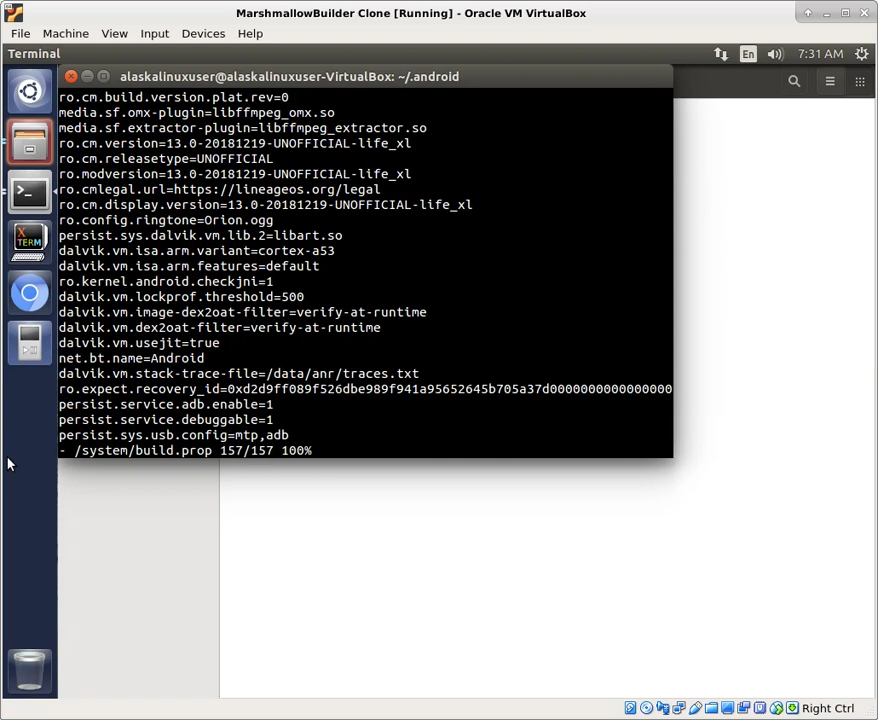 MarshmallowBuilder Clone [Running] - Oracle VM VirtualBox
File Machine View Input Devices Help
Terminal En 7:31 AM
alaskalinuxuser@alaskalinuxuser-VirtualBox: ~/.android
ro.cm.build.version.plat.rev=0
media.sf.omx-plugin=libffmpeg_omx.so
media.sf.extractor-plugin=libffmpeg_extractor.so
ro.cm.version=13.0-20181219-UNOFFICIAL-life_xl
ro.cm.releasetype=UNOFFICIAL
ro.modversion=13.0-20181219-UNOFFICIAL-life_xl
ro.cmlegal.url=https://lineageos.org/legal
ro.cm.display.version=13.0-20181219-UNOFFICIAL-life_xl
ro.config.ringtone=Orion.ogg
persist.sys.dalvik.vm.lib.2=libart.so
dalvik.vm.isa.arm.variant=cortex-a53
dalvik.vm.isa.arm.features=default
ro.kernel.android.checkjni=1
dalvik.vm.lockprof.threshold=500
dalvik.vm.image-dex2oat-filter=verify-at-runtime
dalvik.vm.dex2oat-filter=verify-at-runtime
dalvik.vm.usejit=true
net.bt.name=Android
dalvik.vm.stack-trace-file=/data/anr/traces.txt
ro.expect.recovery_id=0xd2d9ff089f526dbe989f941a95652645b705a37d0000000000000000
persist.service.adb.enable=1
persist.service.debuggable=1
persist.sys.usb.config=mtp,adb
- /system/build.prop 157/157 100%
X
TERM
Right Ctrl